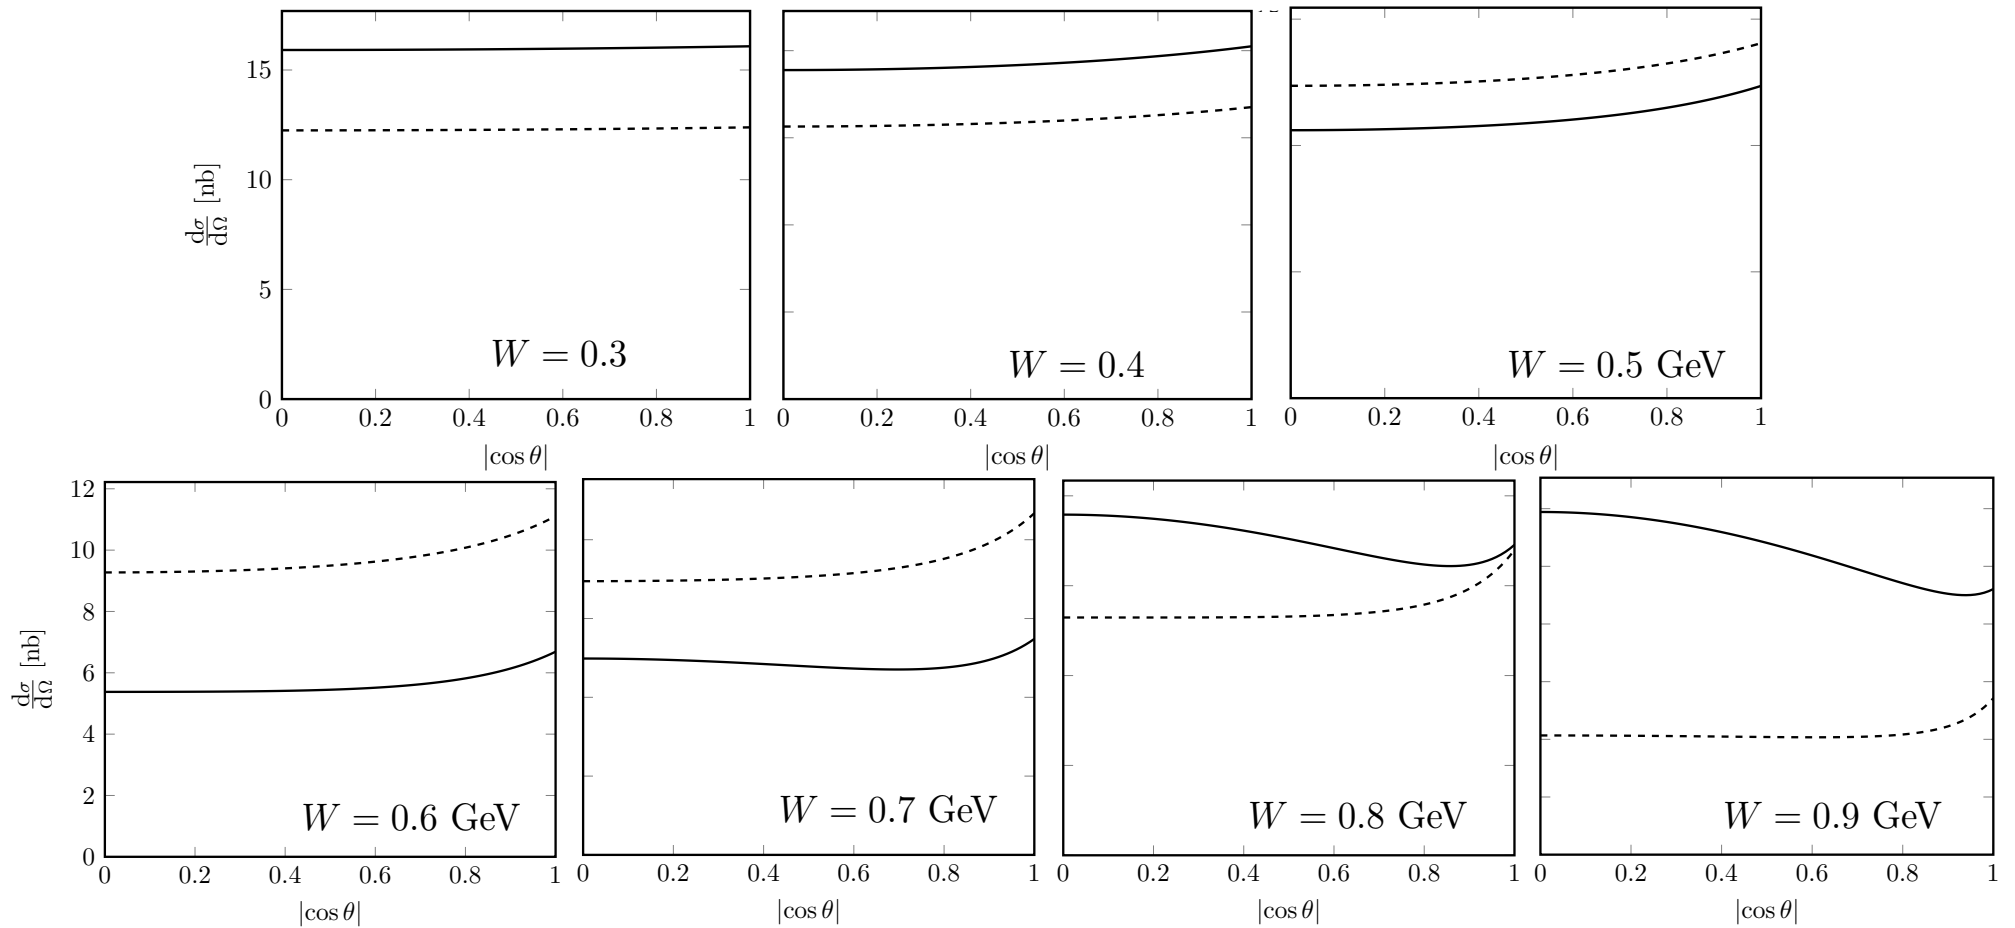 15
10
5
0
dσ/dΩ [nb]
W = 0.3
0 0.2 0.4 0.6 0.8 1
|cos θ|
W = 0.4
0 0.2 0.4 0.6 0.8 1
|cos θ|
W = 0.5 GeV
0 0.2 0.4 0.6 0.8 1
|cos θ|
12
10
8
6
4
2
0
dσ/dΩ [nb]
W = 0.6 GeV
0 0.2 0.4 0.6 0.8 1
|cos θ|
W = 0.7 GeV
0 0.2 0.4 0.6 0.8 1
|cos θ|
W = 0.8 GeV
0 0.2 0.4 0.6 0.8 1
|cos θ|
W = 0.9 GeV
0 0.2 0.4 0.6 0.8 1
|cos θ|